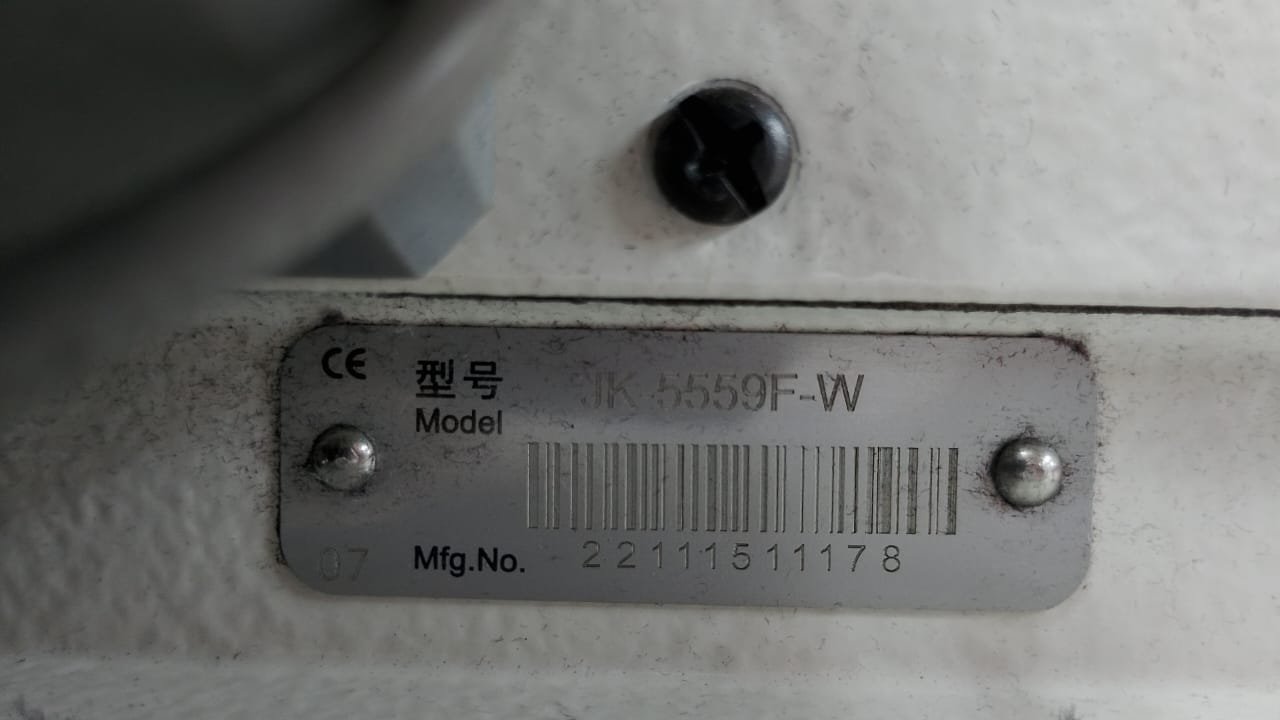 CE
型号 JK 5559F-W
Model
07 Mfg.No. 22111511178